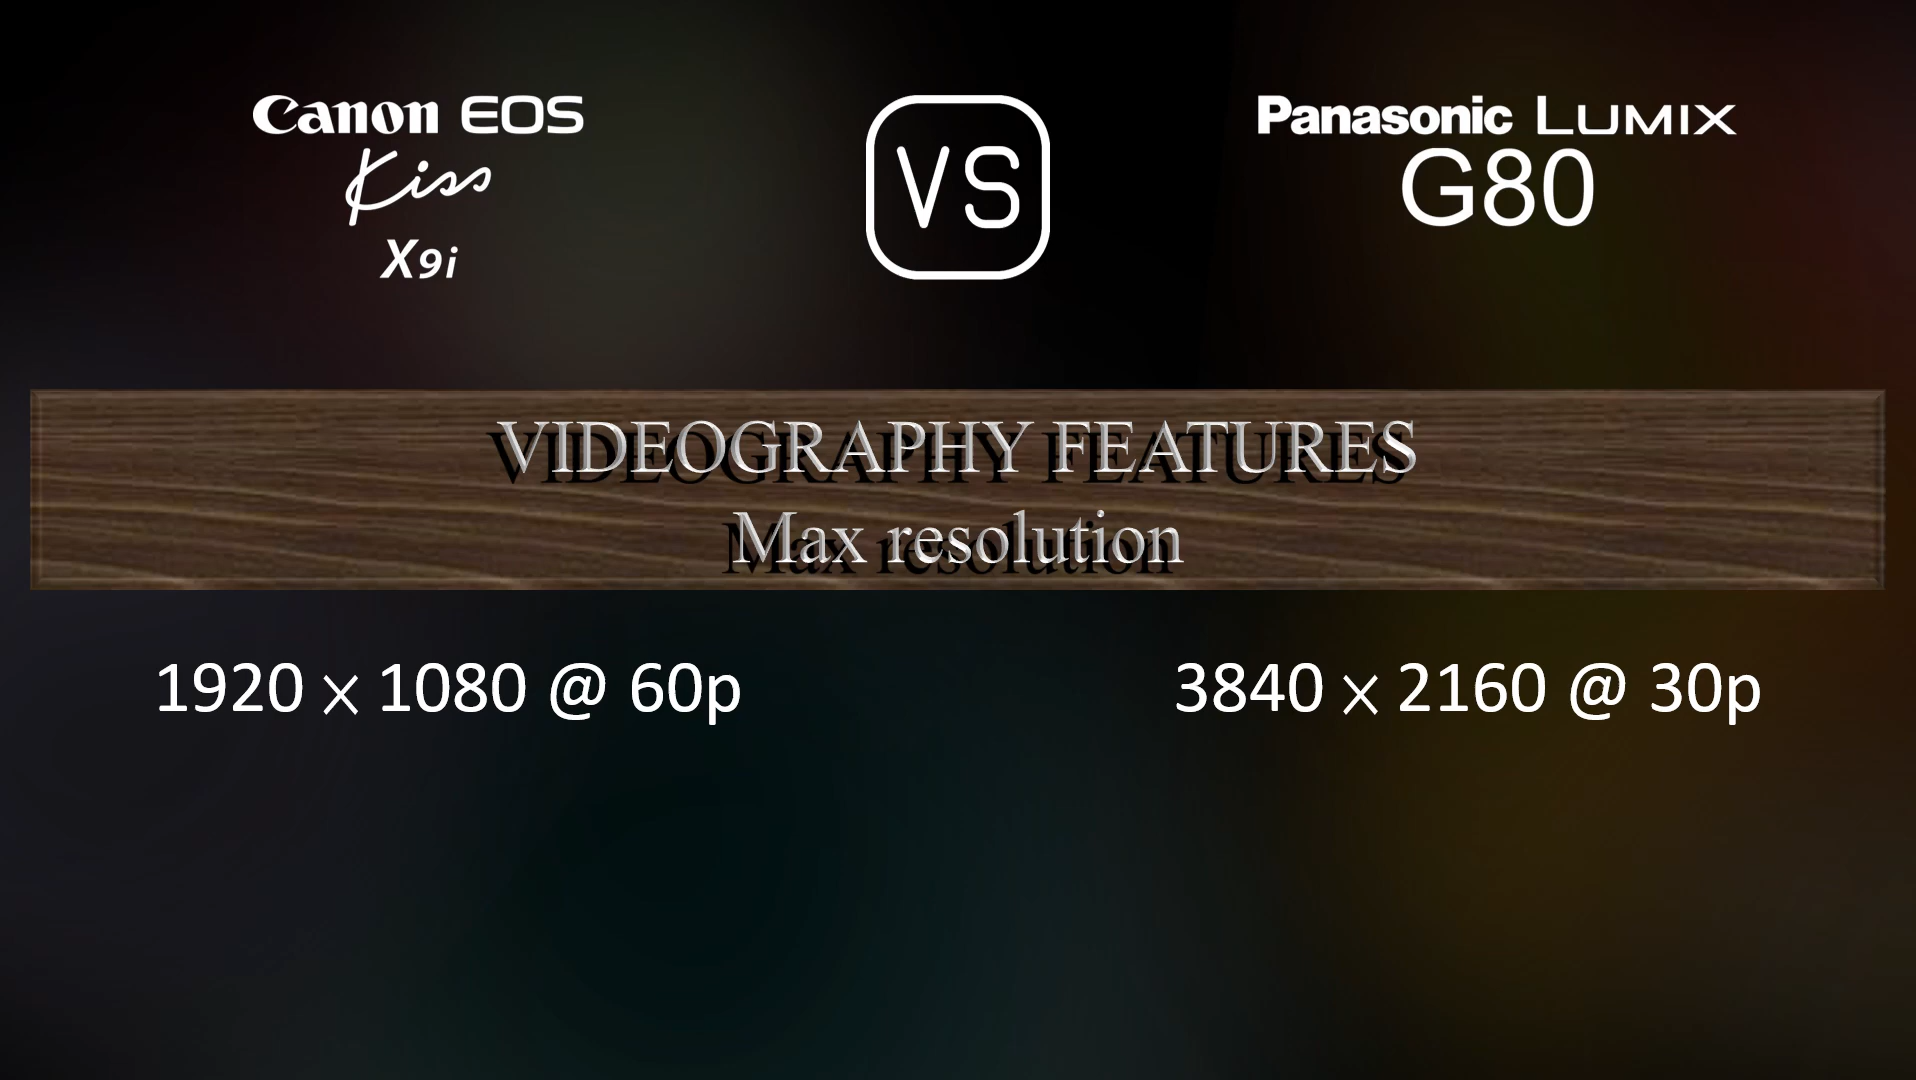 Canon EOS
Kiss
X9i
VS
Panasonic LUMIX
G80
VIDEOGRAPHY FEATURES
Max resolution
1920 x 1080 @ 60p
3840 x 2160 @ 30p